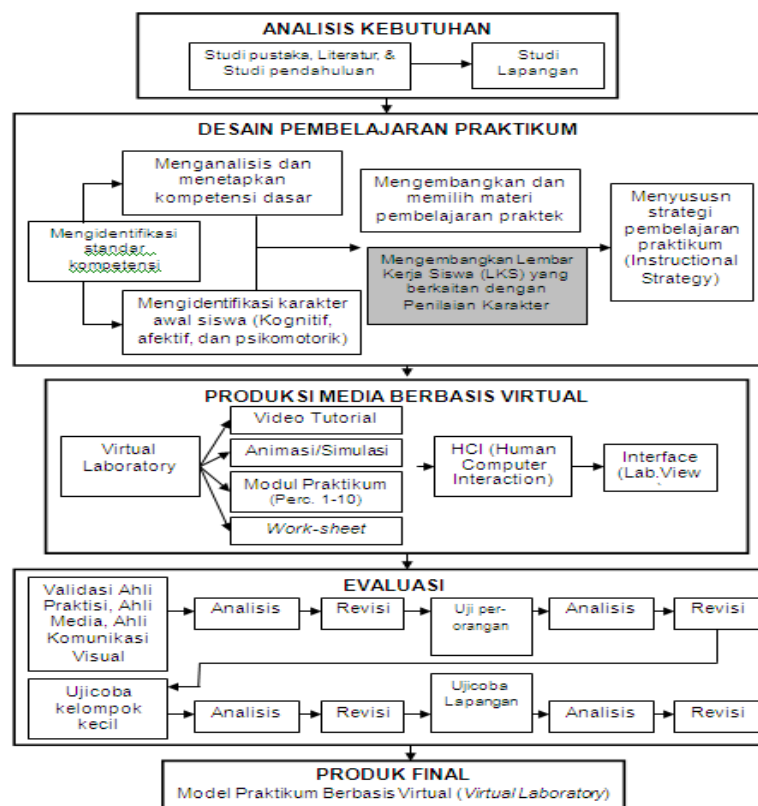 ANALISIS KEBUTUHAN
Studi pustaka, Literatur, &
Studi pendahuluan
Studi
Lapangan
DESAIN PEMBELAJARAN PRAKTIKUM
Menganalisis dan
menetapkan
kompetensi dasar
Mengidentifikasi
standar
kompetensi
Mengidentifikasi karakter
awal siswa (Kognitif,
afektif, dan psikomotorik)
Mengembangkan dan
memilih materi
pembelajaran praktek
Mengembangkan Lembar
Kerja Siswa (LKS) yang
berkaitan dengan
Penilaian Karakter
Menyususn
strategi
pembelajaran
praktikum
(Instructional
Strategy)
PRODUKSI MEDIA BERBASIS VIRTUAL
Virtual
Laboratory
Video Tutorial
Animasi/Simulasi
Modul Praktikum
(Perc. 1-10)
Work-sheet
HCI (Human
Computer
Interaction)
Interface
(Lab.View
)
EVALUASI
Validasi Ahli
Praktisi, Ahli
Media, Ahli
Komunikasi
Visual
Analisis
Revisi
Uji per-
orangan
Analisis
Revisi
Ujicoba
kelompok
kecil
Analisis
Revisi
Ujicoba
Lapangan
Analisis
Revisi
PRODUK FINAL
Model Praktikum Berbasis Virtual (Virtual Laboratory)